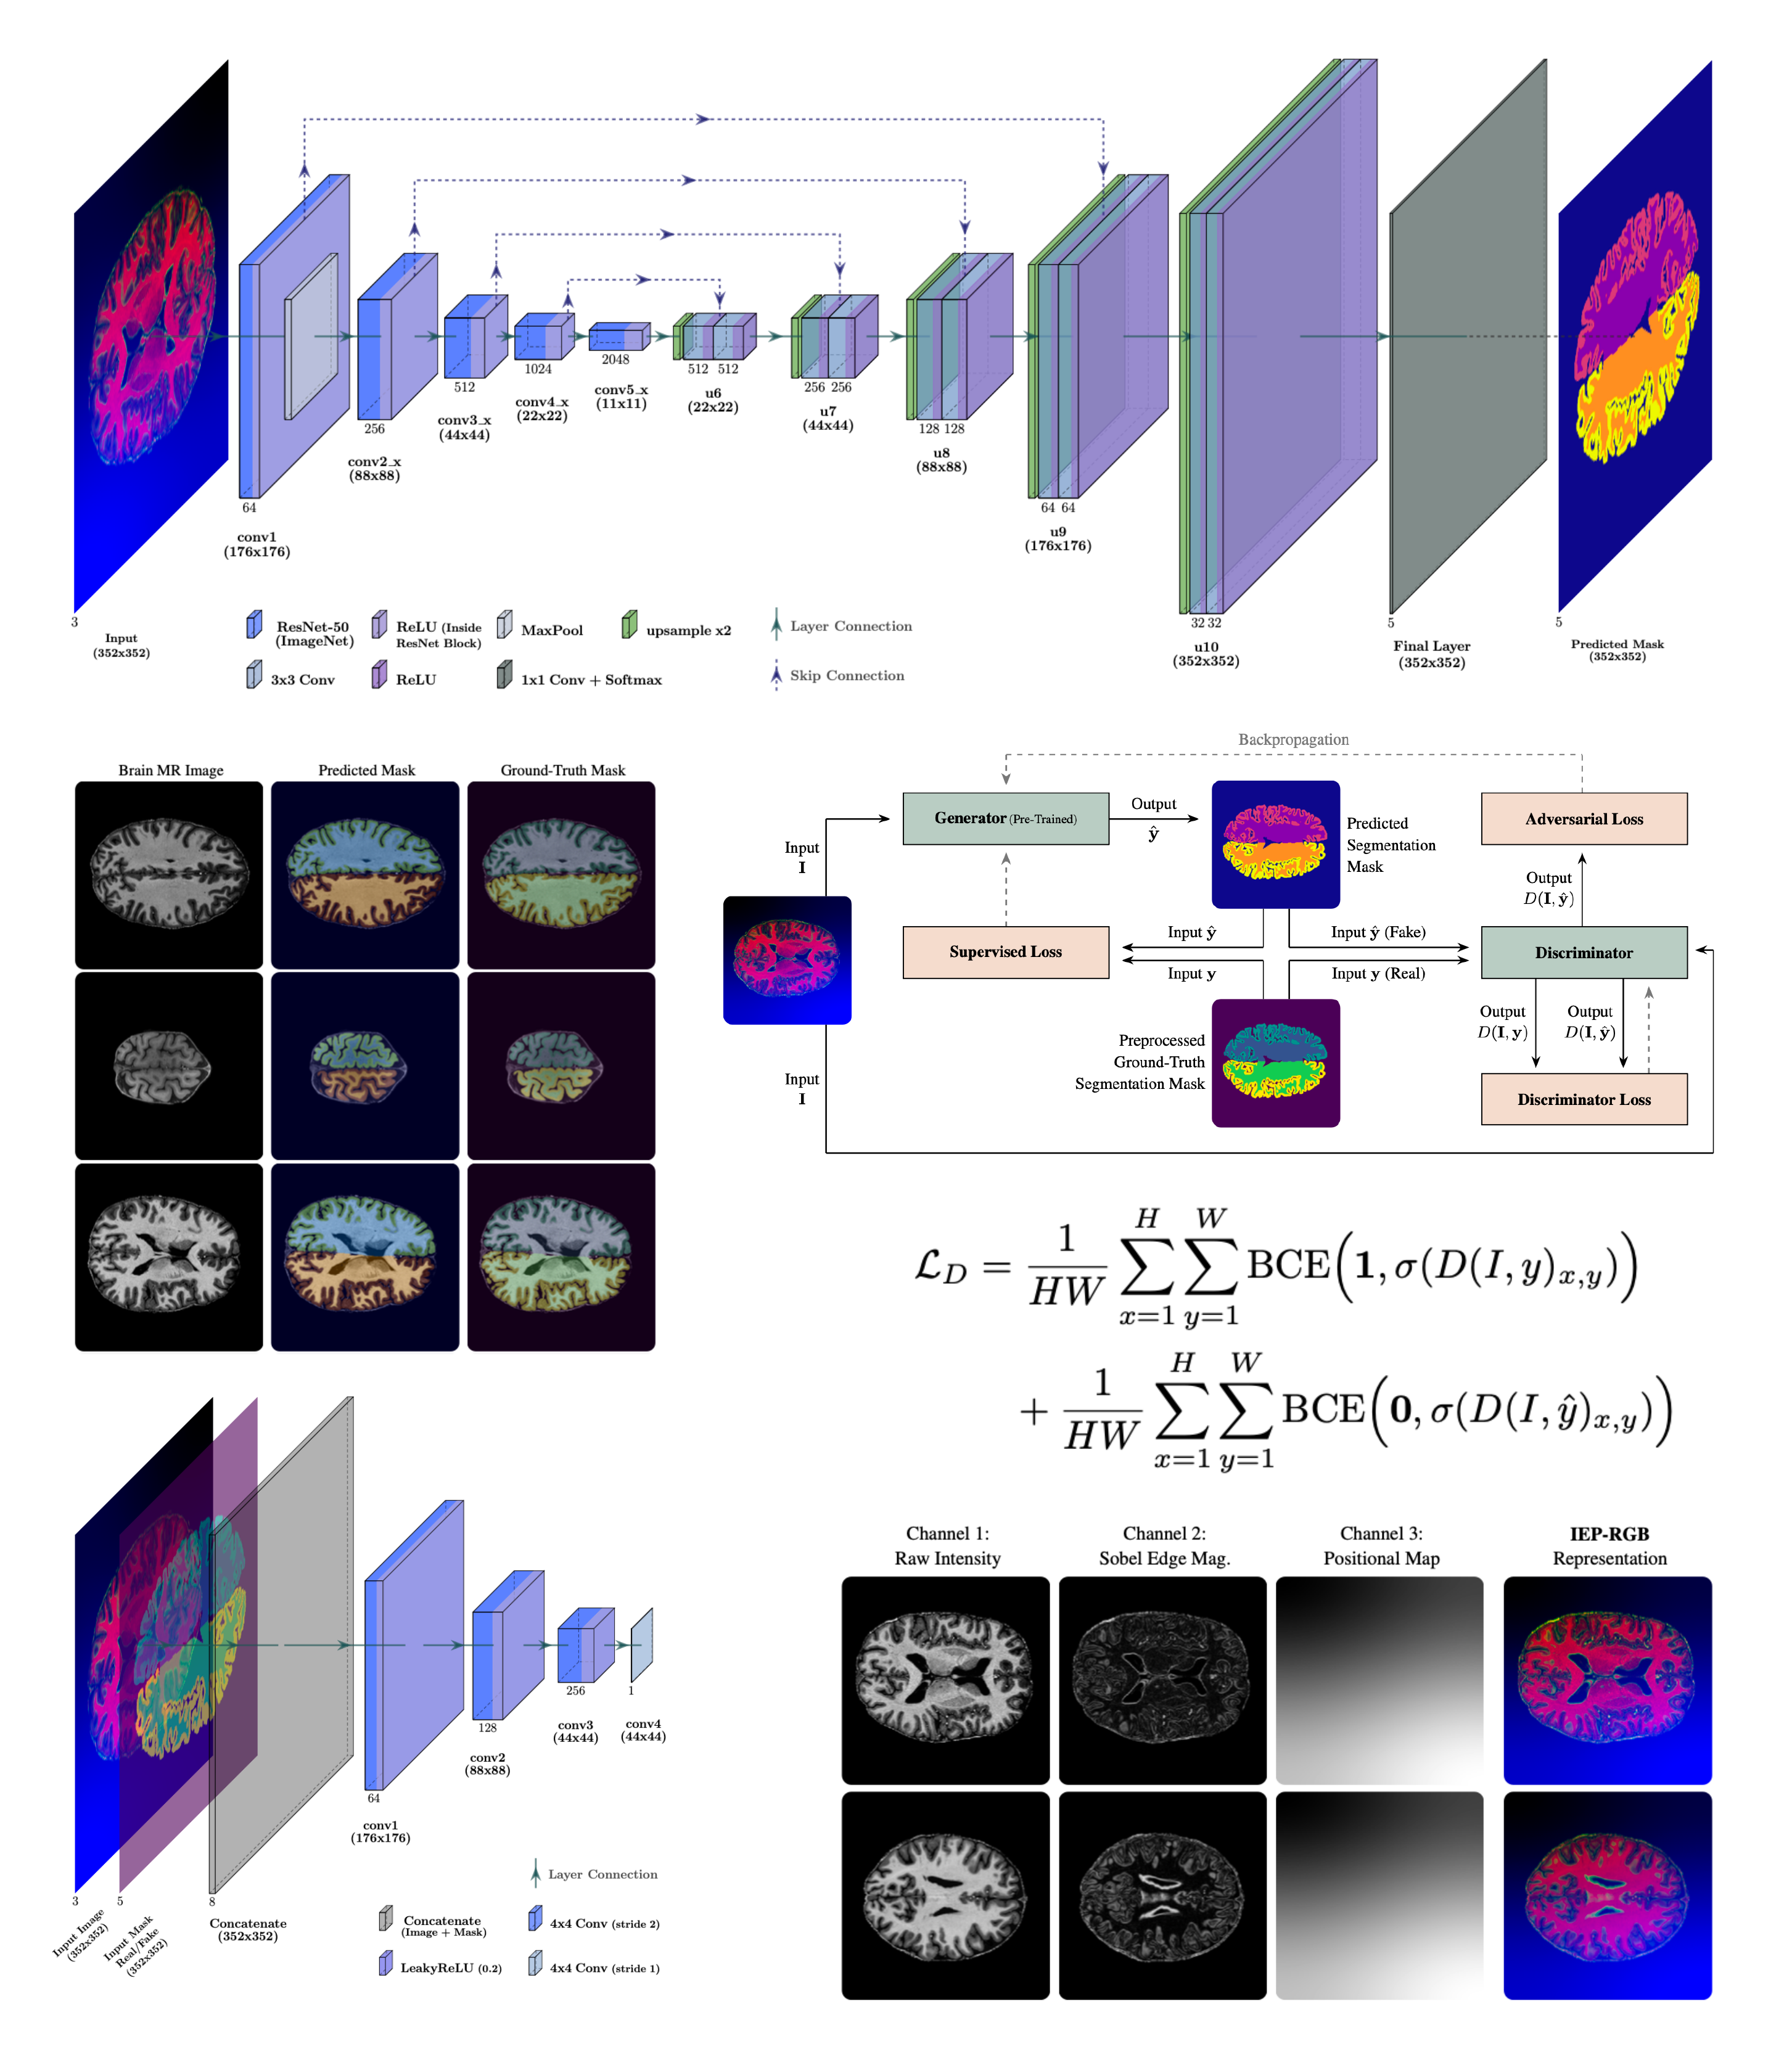 3
Input
(352x352)
64
conv1
(176x176)
256
conv2_x
(88x88)
512
conv3_x
(44x44)
1024
conv4_x
(22x22)
2048
conv5_x
(11x11)
512 512
u6
(22x22)
256 256
u7
(44x44)
128 128
u8
(88x88)
64 64
u9
(176x176)
32 32
u10
(352x352)
5
Final Layer
(352x352)
5
Predicted Mask
(352x352)
ResNet-50
(ImageNet)
ReLU (Inside
ResNet Block)
MaxPool
upsample x2
Layer Connection
3x3 Conv
ReLU
1x1 Conv + Softmax
Skip Connection
Brain MR Image
Predicted Mask
Ground-Truth Mask
Backpropagation
Generator (Pre-Trained)
Output
ŷ
Predicted
Segmentation
Mask
Adversarial Loss
Input
I
Output
D(I, ŷ)
Supervised Loss
Input ŷ
Input ŷ (Fake)
Input y
Input y (Real)
Discriminator
Output
D(I, y)
Output
D(I, ŷ)
Preprocessed
Ground-Truth
Segmentation Mask
Input
I
Discriminator Loss
ℒ_D = \frac{1}{HW} \sum_{x=1}^{H} \sum_{y=1}^{W} BCE(1, σ(D(I, y)_{x,y}))
+ \frac{1}{HW} \sum_{x=1}^{H} \sum_{y=1}^{W} BCE(0, σ(D(I, ŷ)_{x,y}))
3
Input Image
(352x352)
5
Input Mask
Real/Fake
(352x352)
8
Concatenate
(352x352)
64
conv1
(176x176)
128
conv2
(88x88)
256
conv3
(44x44)
1
conv4
(44x44)
Layer Connection
Concatenate
(Image + Mask)
4x4 Conv (stride 2)
LeakyReLU (0.2)
4x4 Conv (stride 1)
Channel 1:
Raw Intensity
Channel 2:
Sobel Edge Mag.
Channel 3:
Positional Map
IEP-RGB
Representation